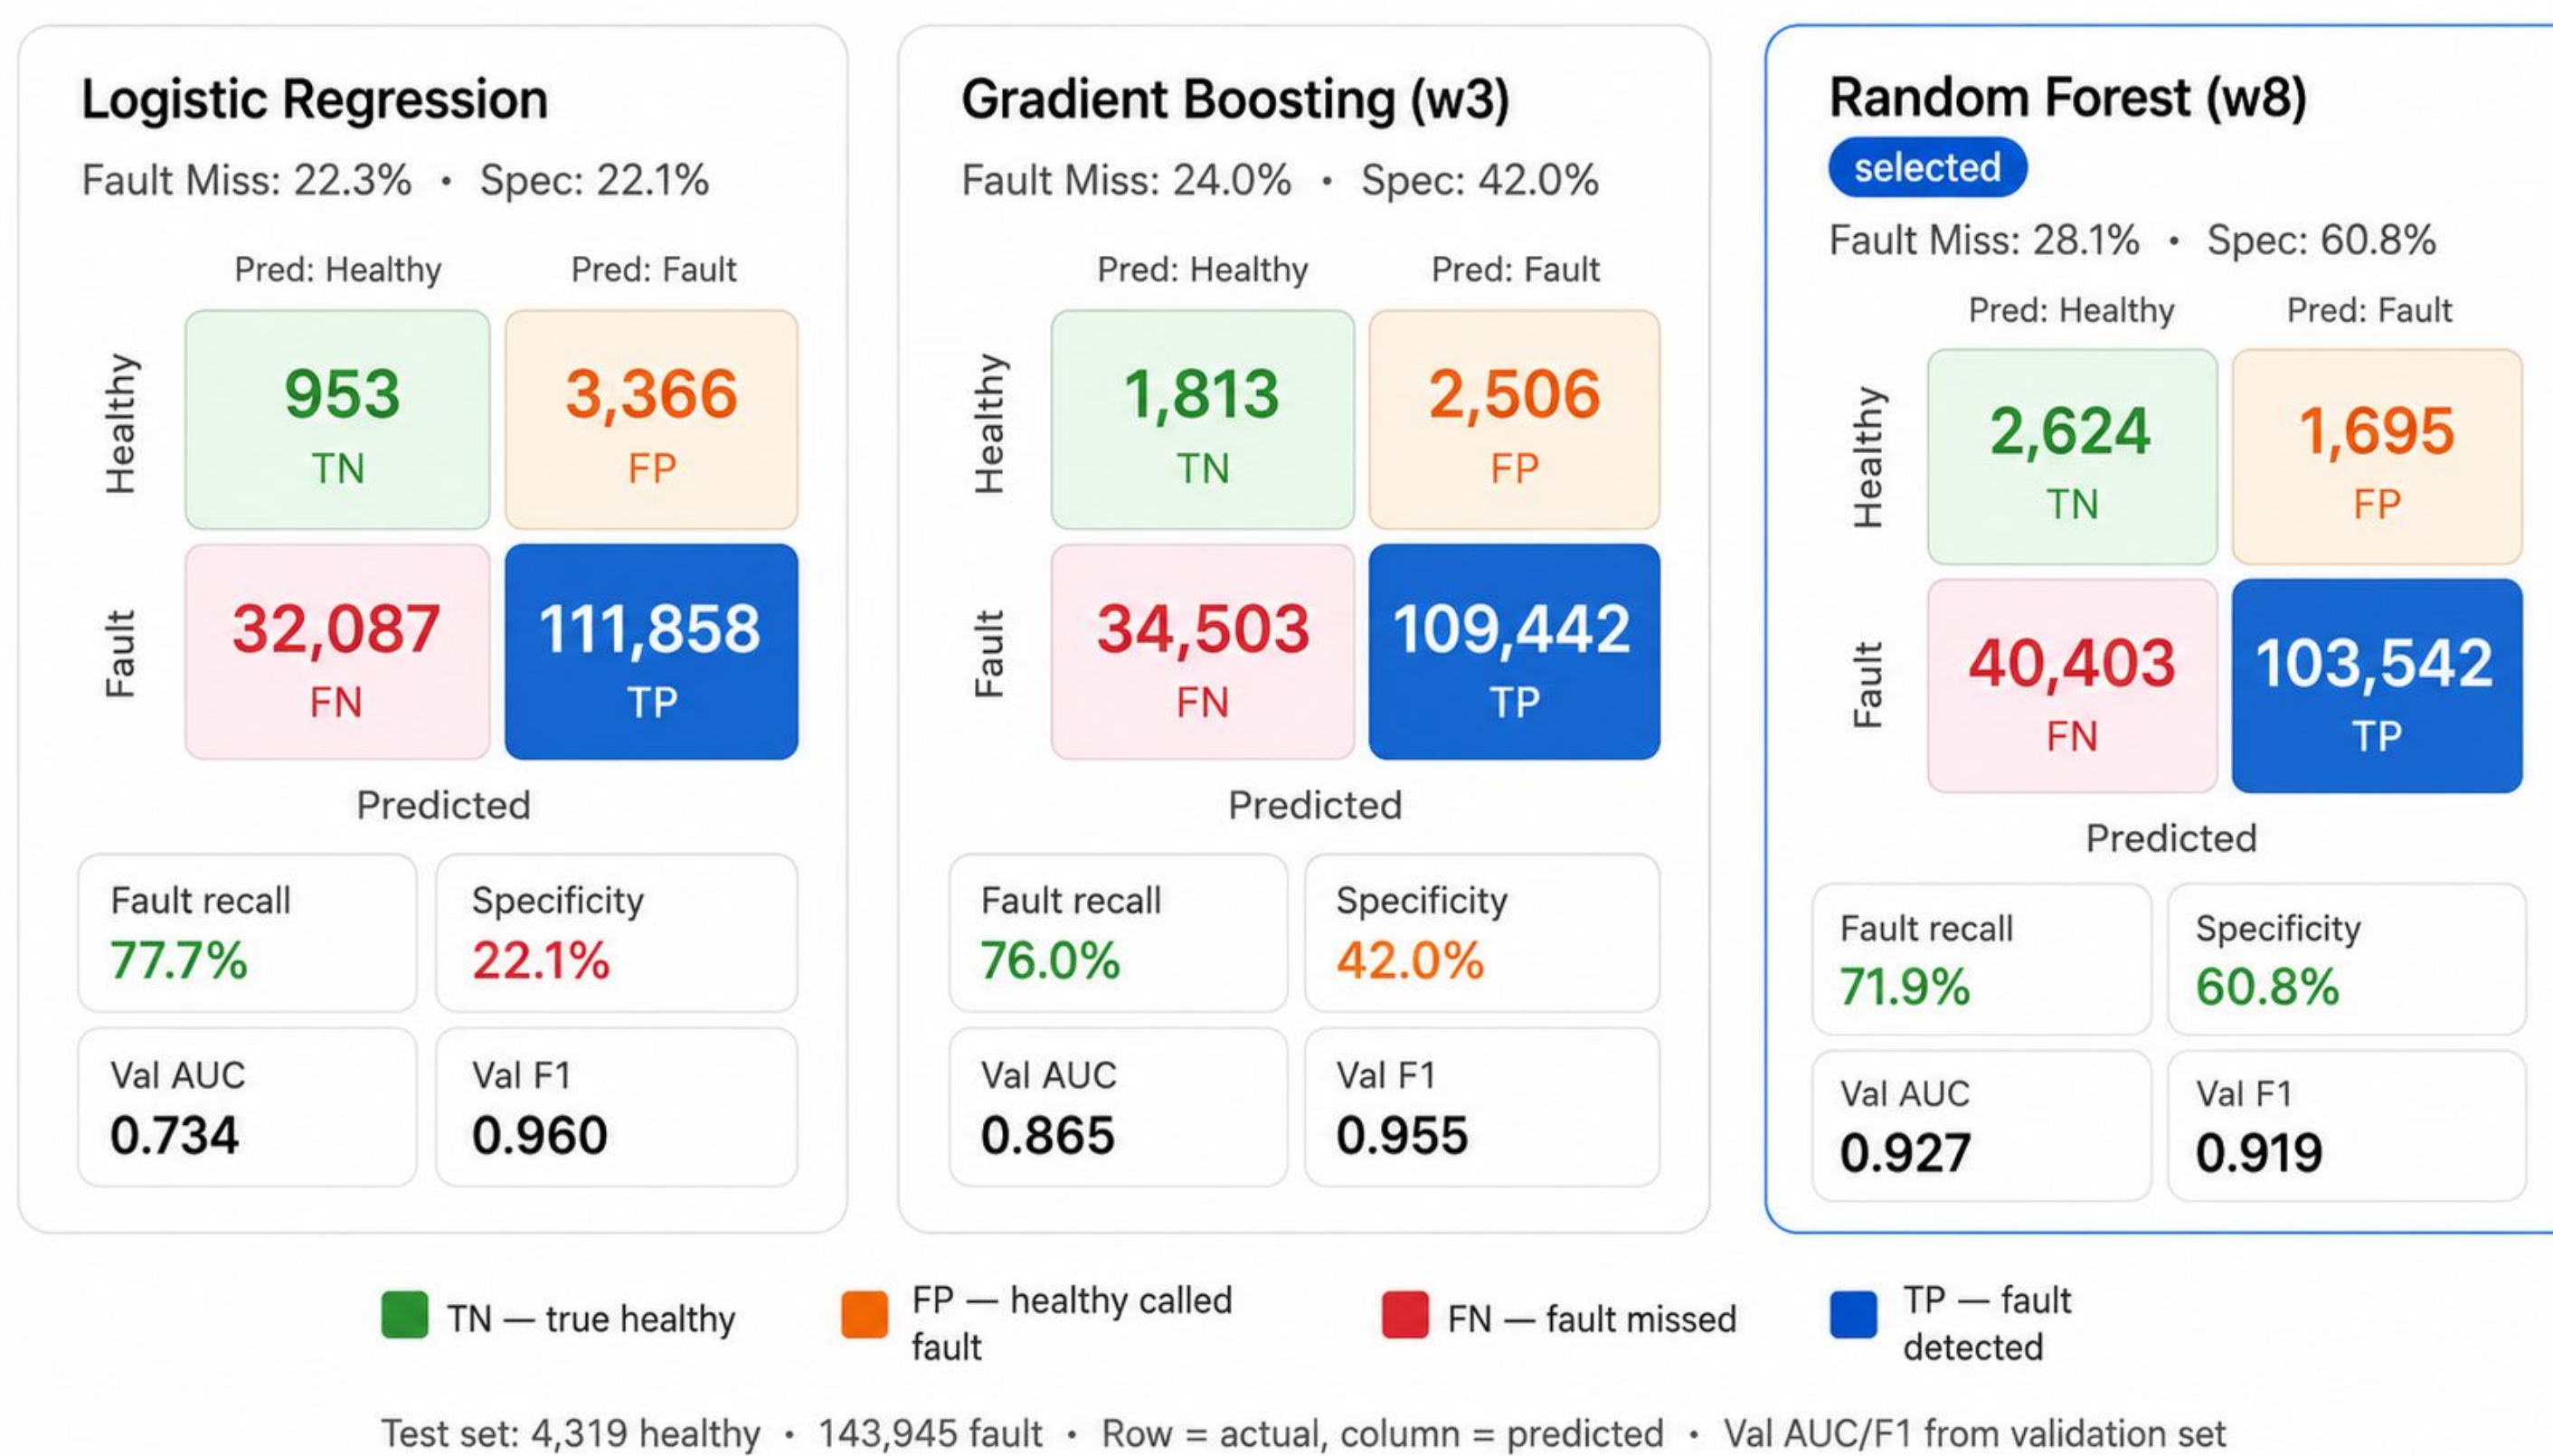 Logistic Regression
Fault Miss: 22.3% • Spec: 22.1%
Pred: Healthy Pred: Fault
Healthy
953
TN
3,366
FP
Fault
32,087
FN
111,858
TP
Predicted
Fault recall
77.7%
Specificity
22.1%
Val AUC
0.734
Val F1
0.960
Gradient Boosting (w3)
Fault Miss: 24.0% • Spec: 42.0%
Pred: Healthy Pred: Fault
Healthy
1,813
TN
2,506
FP
Fault
34,503
FN
109,442
TP
Predicted
Fault recall
76.0%
Specificity
42.0%
Val AUC
0.865
Val F1
0.955
Random Forest (w8)
selected
Fault Miss: 28.1% • Spec: 60.8%
Pred: Healthy Pred: Fault
Healthy
2,624
TN
1,695
FP
Fault
40,403
FN
103,542
TP
Predicted
Fault recall
71.9%
Specificity
60.8%
Val AUC
0.927
Val F1
0.919
TN — true healthy
FP — healthy called
fault
FN — fault missed
TP — fault
detected
Test set: 4,319 healthy • 143,945 fault • Row = actual, column = predicted • Val AUC/F1 from validation set